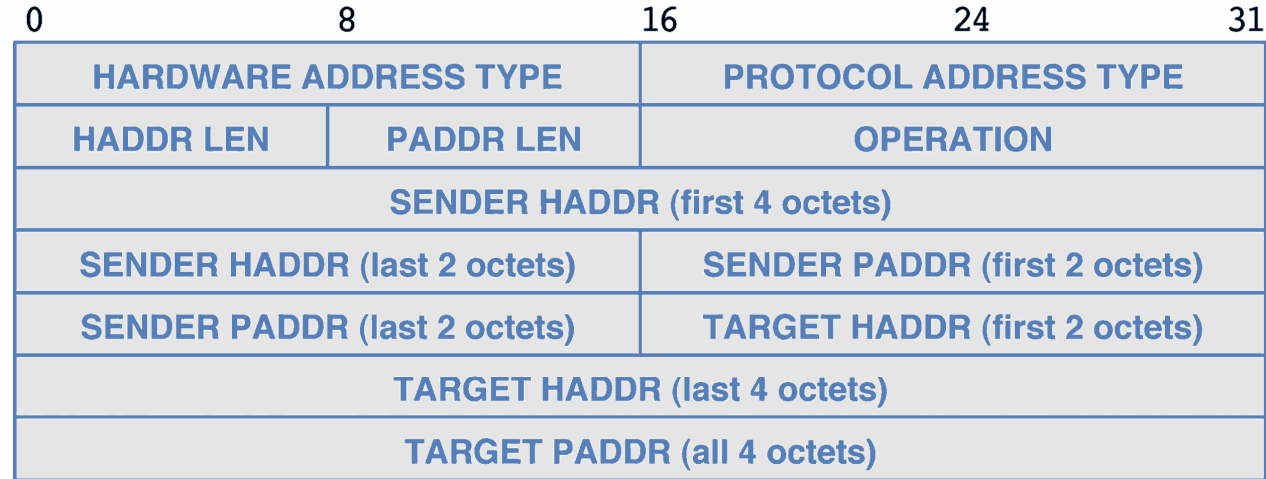 0 8 16 24 31
HARDWARE ADDRESS TYPE PROTOCOL ADDRESS TYPE
HADDR LEN PADDR LEN OPERATION
SENDER HADDR (first 4 octets)
SENDER HADDR (last 2 octets) SENDER PADDR (first 2 octets)
SENDER PADDR (last 2 octets) TARGET HADDR (first 2 octets)
TARGET HADDR (last 4 octets)
TARGET PADDR (all 4 octets)